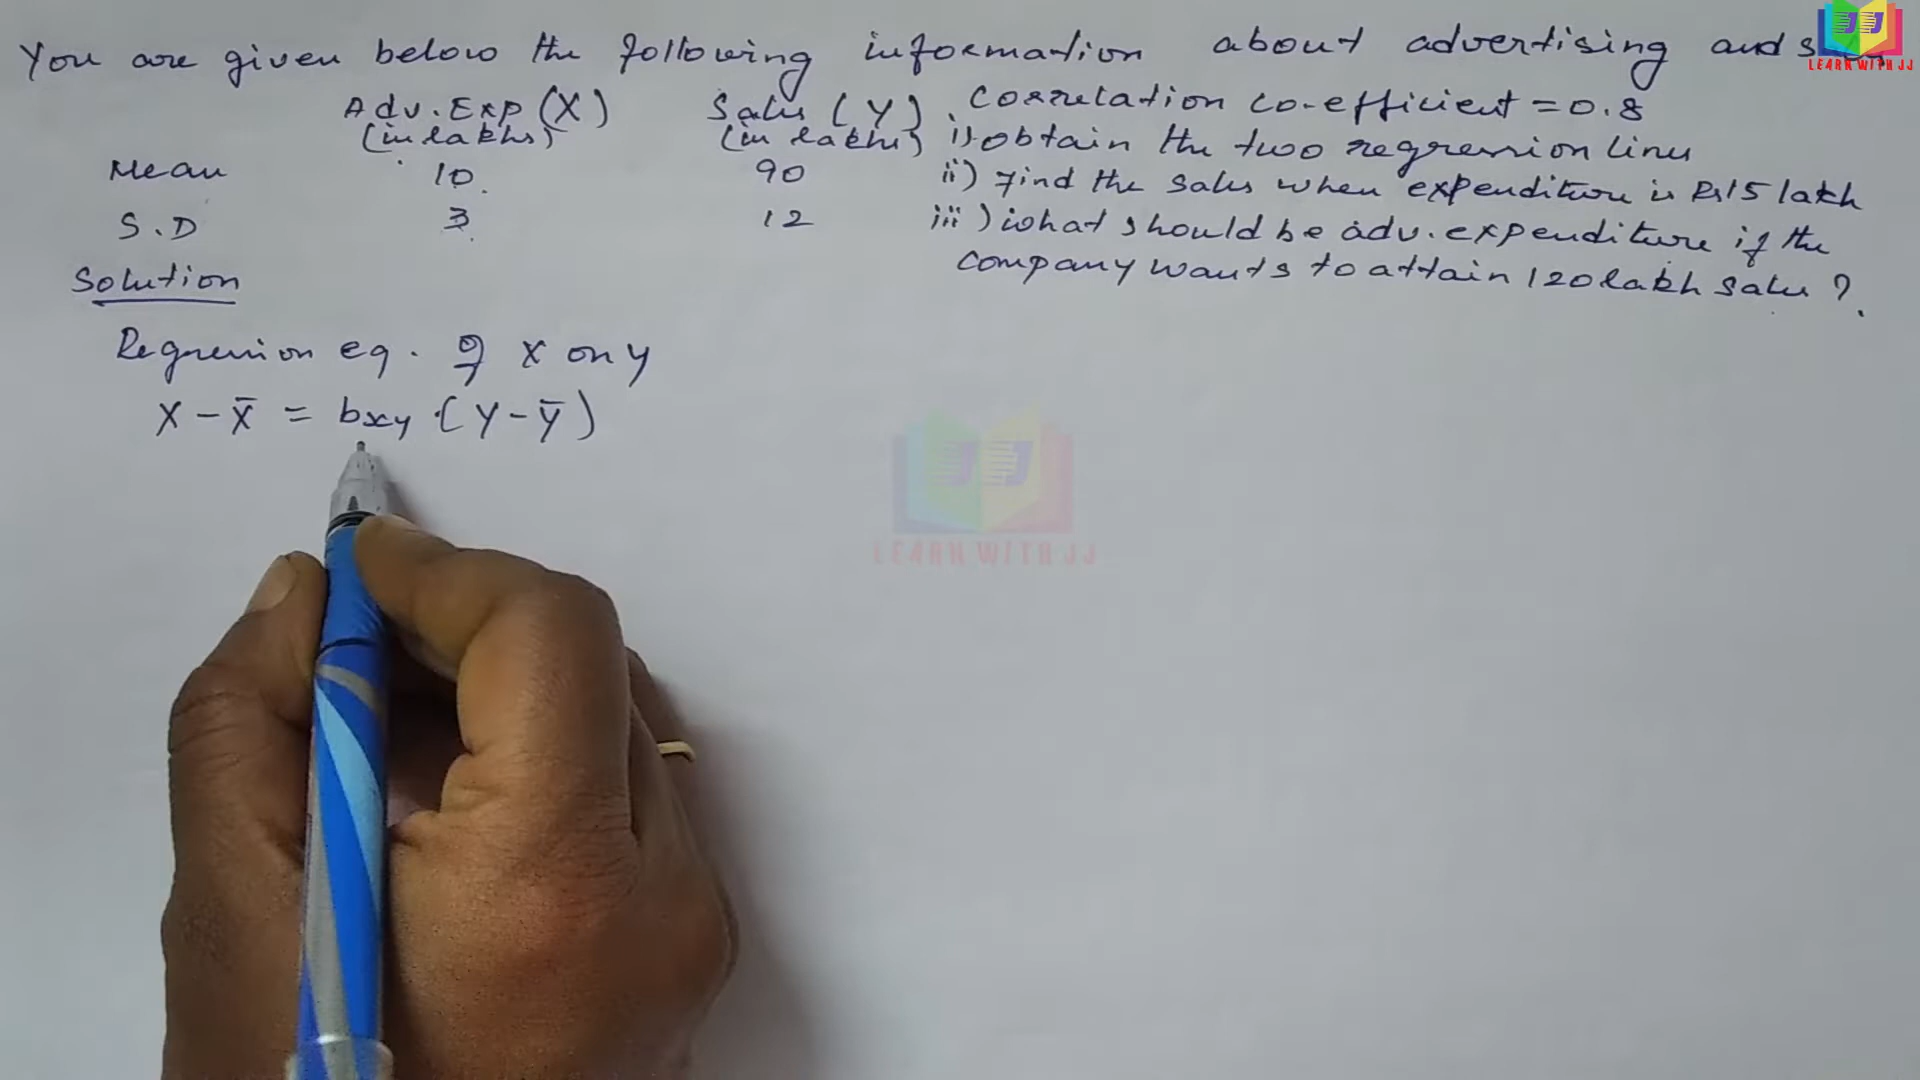 You are given below the following information about advertising and
Adv. Exp (X) Sales (Y) Correlation co-efficient = 0.8
(in lakhs) (in lakhs) i) obtain the two regression lines
Mean 10 90 ii) Find the sales when expenditure is Rs15 lakh
S.D 3 12 iii) what should be adv. expenditure if the
company wants to attain 120 lakh sales ?
Solution
Regression eq. of X on Y
X - X̄ = bxy (Y - Ȳ)
JJ
LEARN WITH JJ
JJ
LEARN WITH JJ